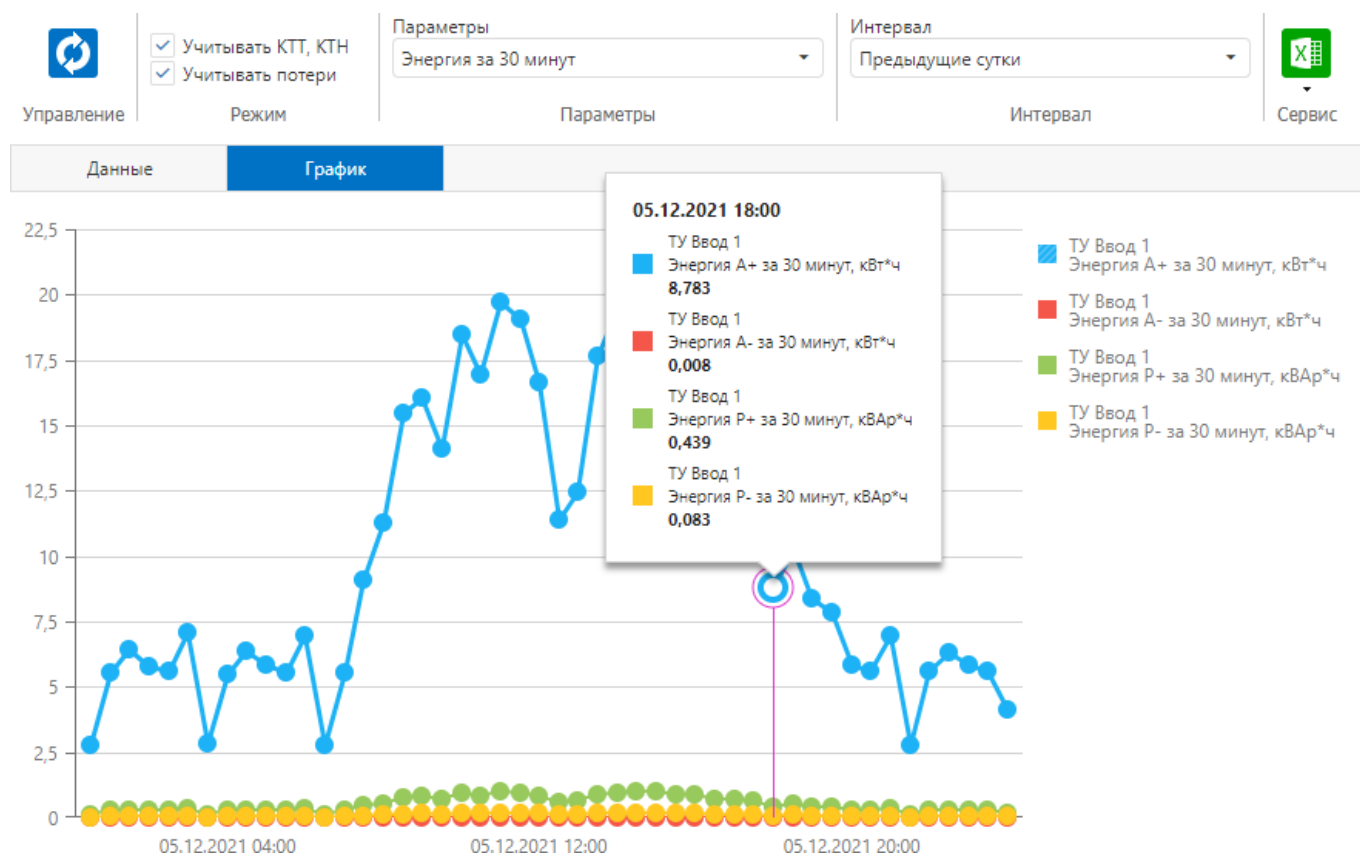 Управление
Учитывать КТТ, КТН
Учитывать потери
Режим
Параметры
Энергия за 30 минут
Параметры
Интервал
Предыдущие сутки
Интервал
Сервис
Данные
График
05.12.2021 18:00
ТУ Ввод 1
Энергия A+ за 30 минут, кВт*ч
8,783
ТУ Ввод 1
Энергия A- за 30 минут, кВт*ч
0,008
ТУ Ввод 1
Энергия P+ за 30 минут, кВАр*ч
0,439
ТУ Ввод 1
Энергия P- за 30 минут, кВАр*ч
0,083
22,5
20
17,5
15
12,5
10
7,5
5
2,5
0
05.12.2021 04:00
05.12.2021 12:00
05.12.2021 20:00
ТУ Ввод 1
Энергия A+ за 30 минут, кВт*ч
ТУ Ввод 1
Энергия A- за 30 минут, кВт*ч
ТУ Ввод 1
Энергия P+ за 30 минут, кВАр*ч
ТУ Ввод 1
Энергия P- за 30 минут, кВАр*ч